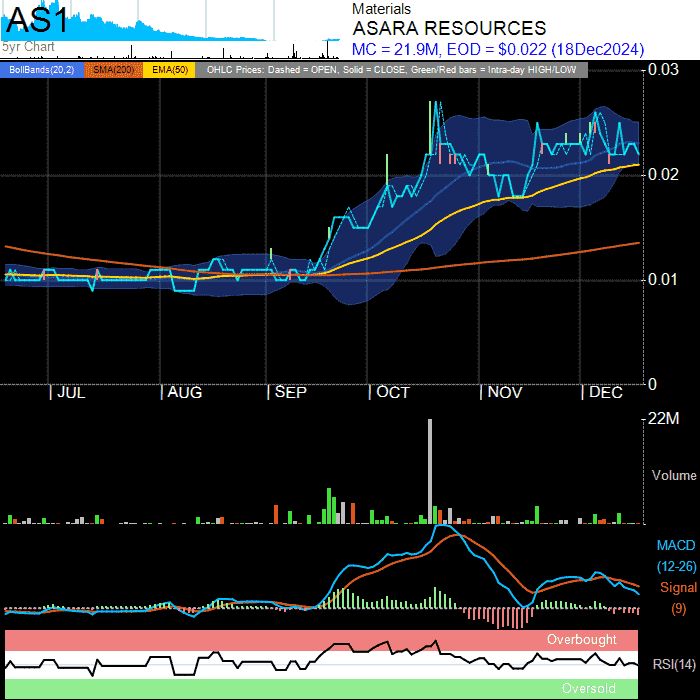 AS1
Materials
ASARA RESOURCES
MC = 21.9M, EOD = $0.022 (18Dec2024)
5yr Chart
BollBands(20,2) SMA(200) EMA(50) OHLC Prices: Dashed = OPEN, Solid = CLOSE, Green/Red bars = Intra-day HIGH/LOW
0.03
0.02
0.01
0
JUL AUG SEP OCT NOV DEC
22M
Volume
MACD
(12-26)
Signal
(9)
Overbought
RSI(14)
Oversold